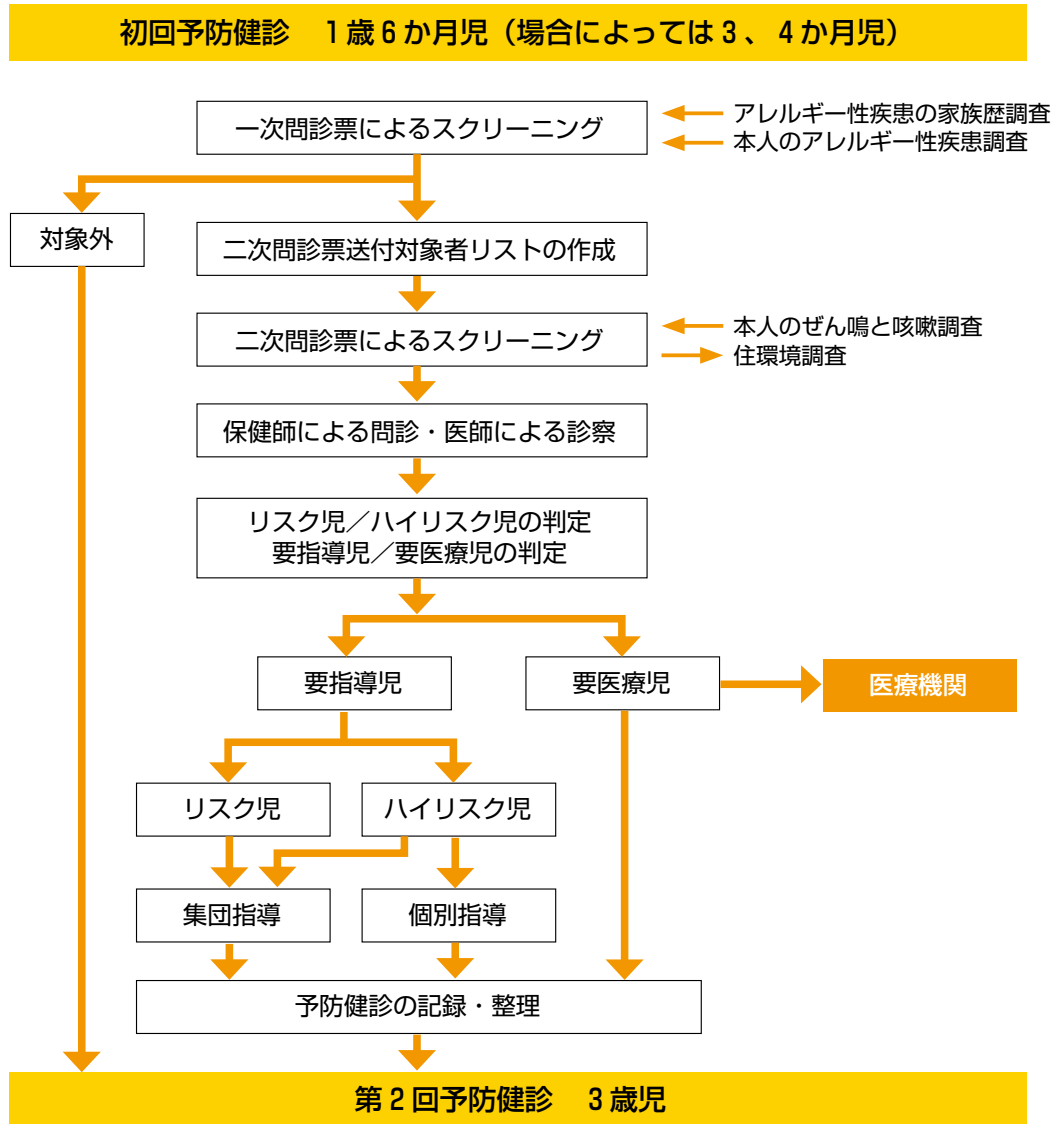 初回予防健診　1歳6か月児（場合によっては3、4か月児）
一次問診票によるスクリーニング
アレルギー性疾患の家族歴調査
本人のアレルギー性疾患調査
対象外
二次問診票送付対象者リストの作成
二次問診票によるスクリーニング
本人のぜん鳴と咳嗽調査
住環境調査
保健師による問診・医師による診察
リスク児／ハイリスク児の判定
要指導児／要医療児の判定
要指導児
要医療児
医療機関
リスク児
ハイリスク児
集団指導
個別指導
予防健診の記録・整理
第2回予防健診　3歳児